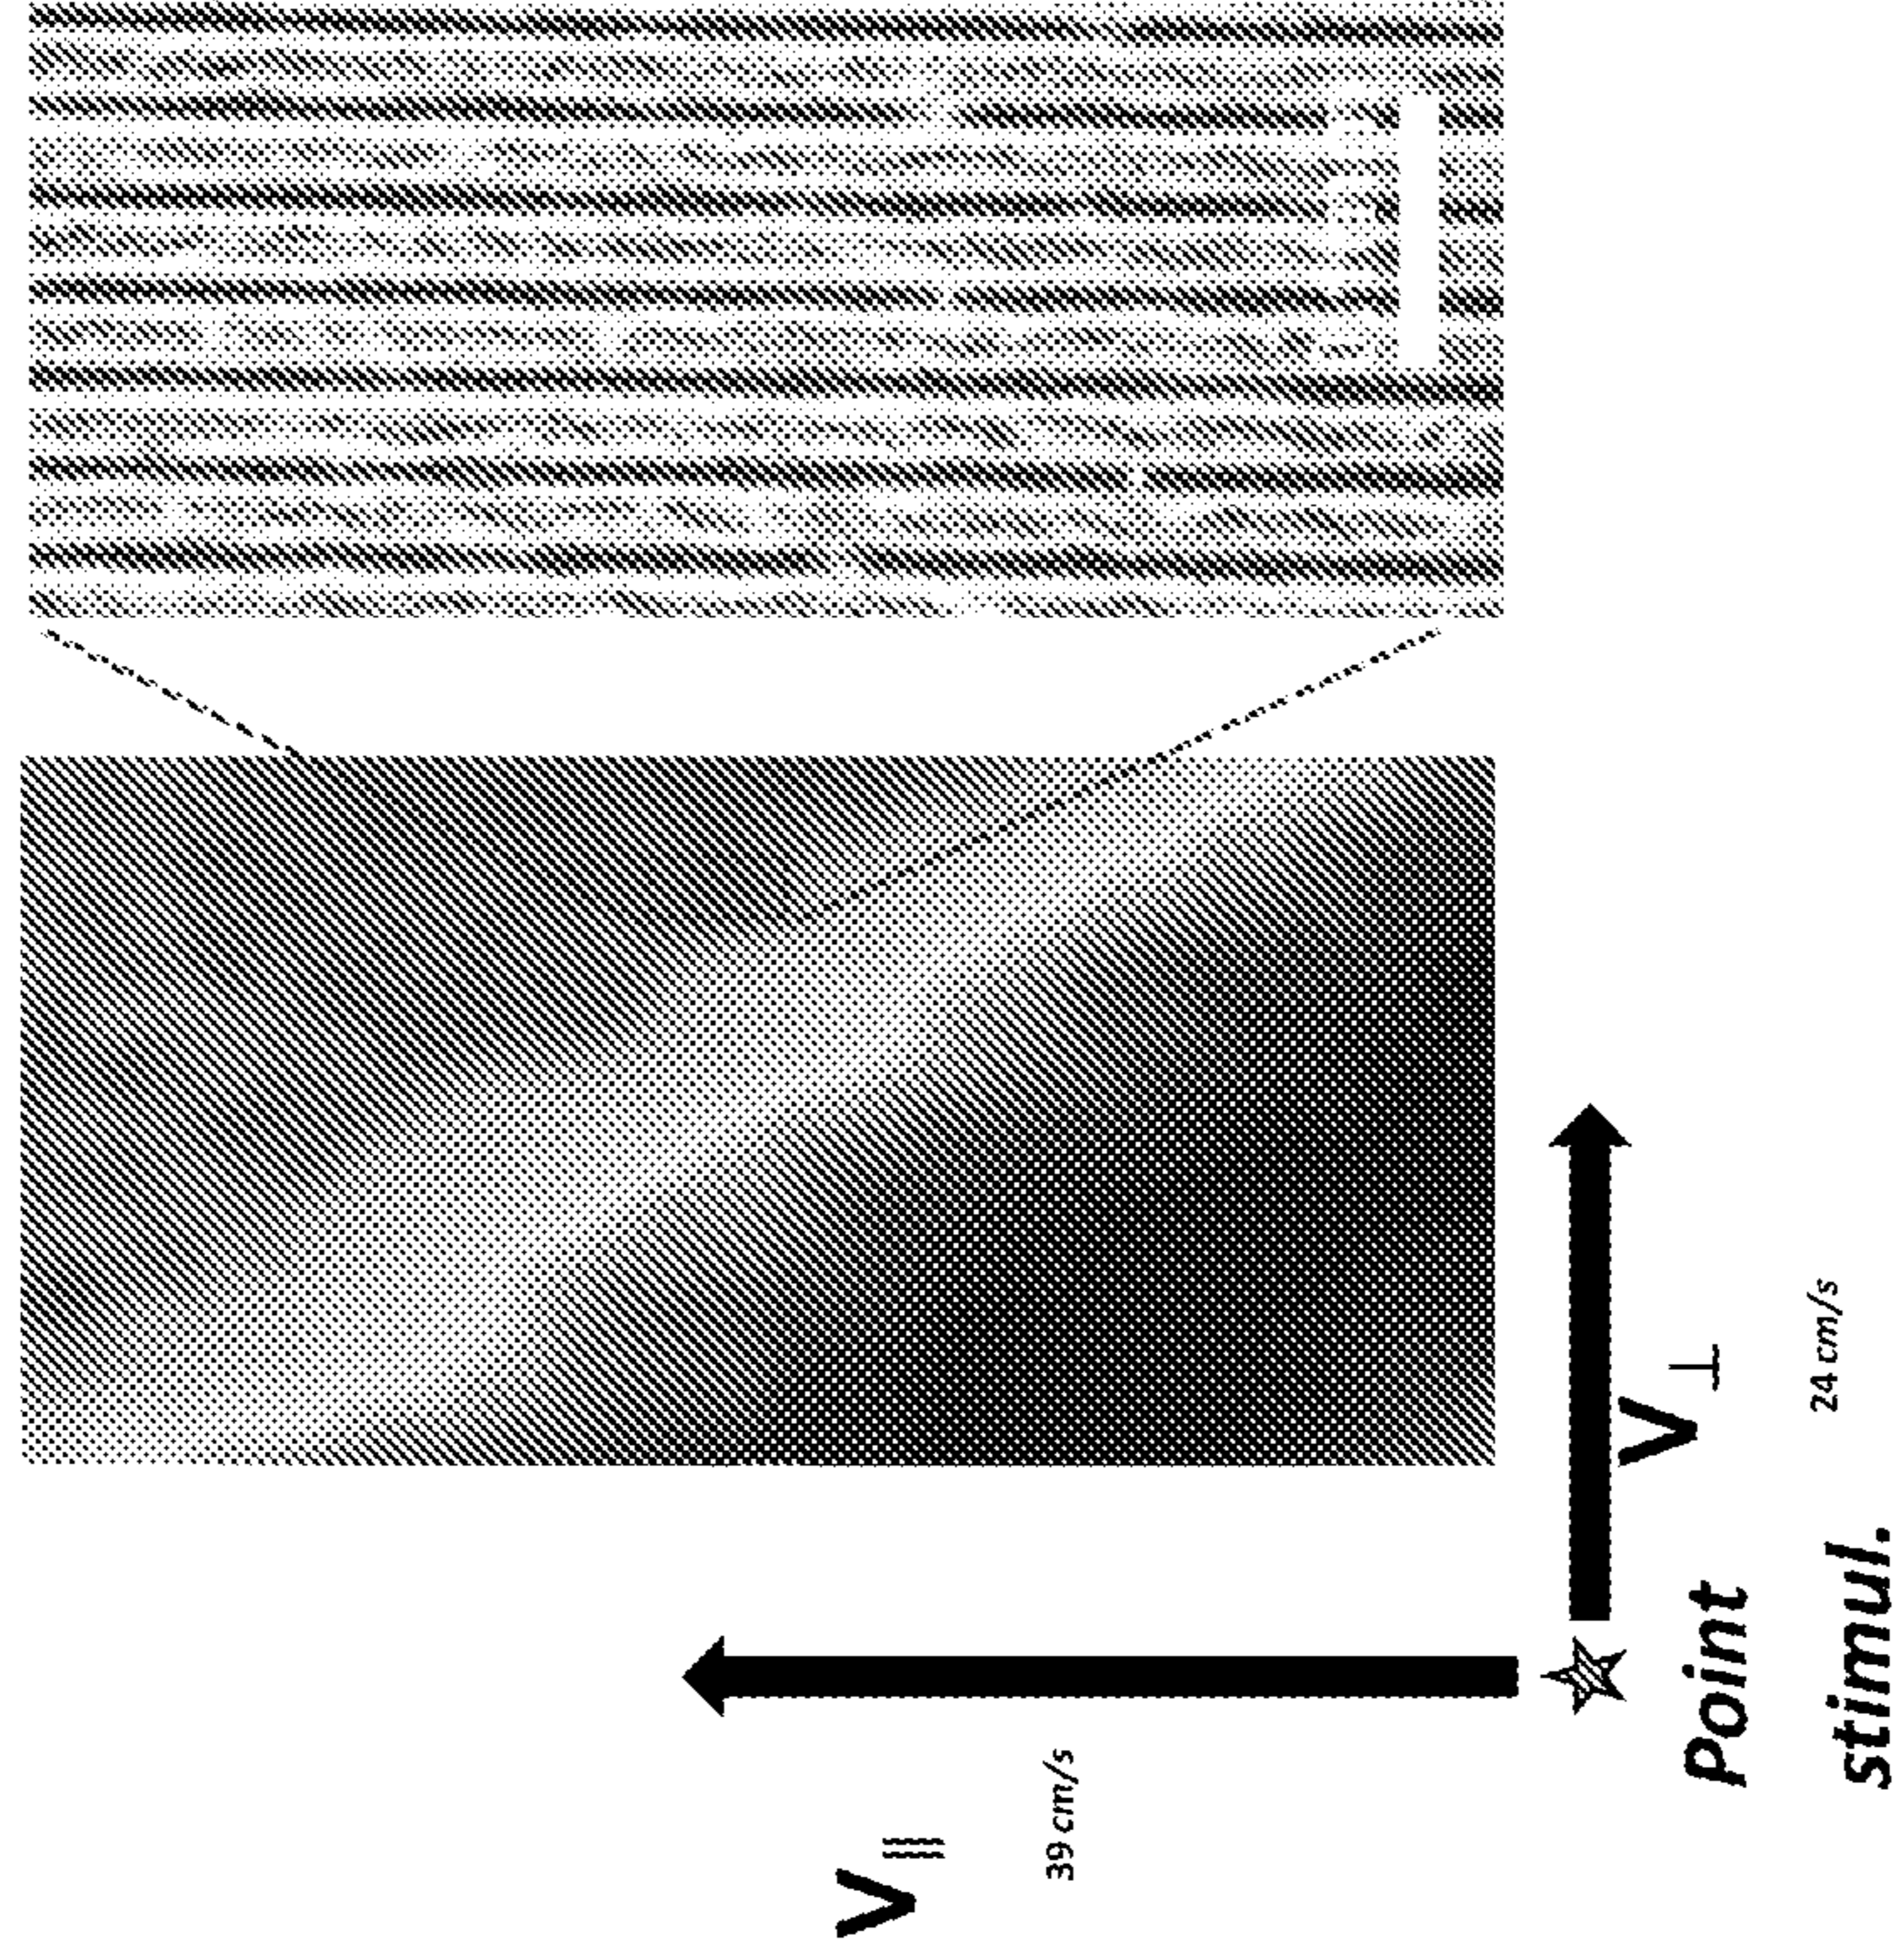 V∥
39 cm/s
Point
stimul.
V⊥
24 cm/s